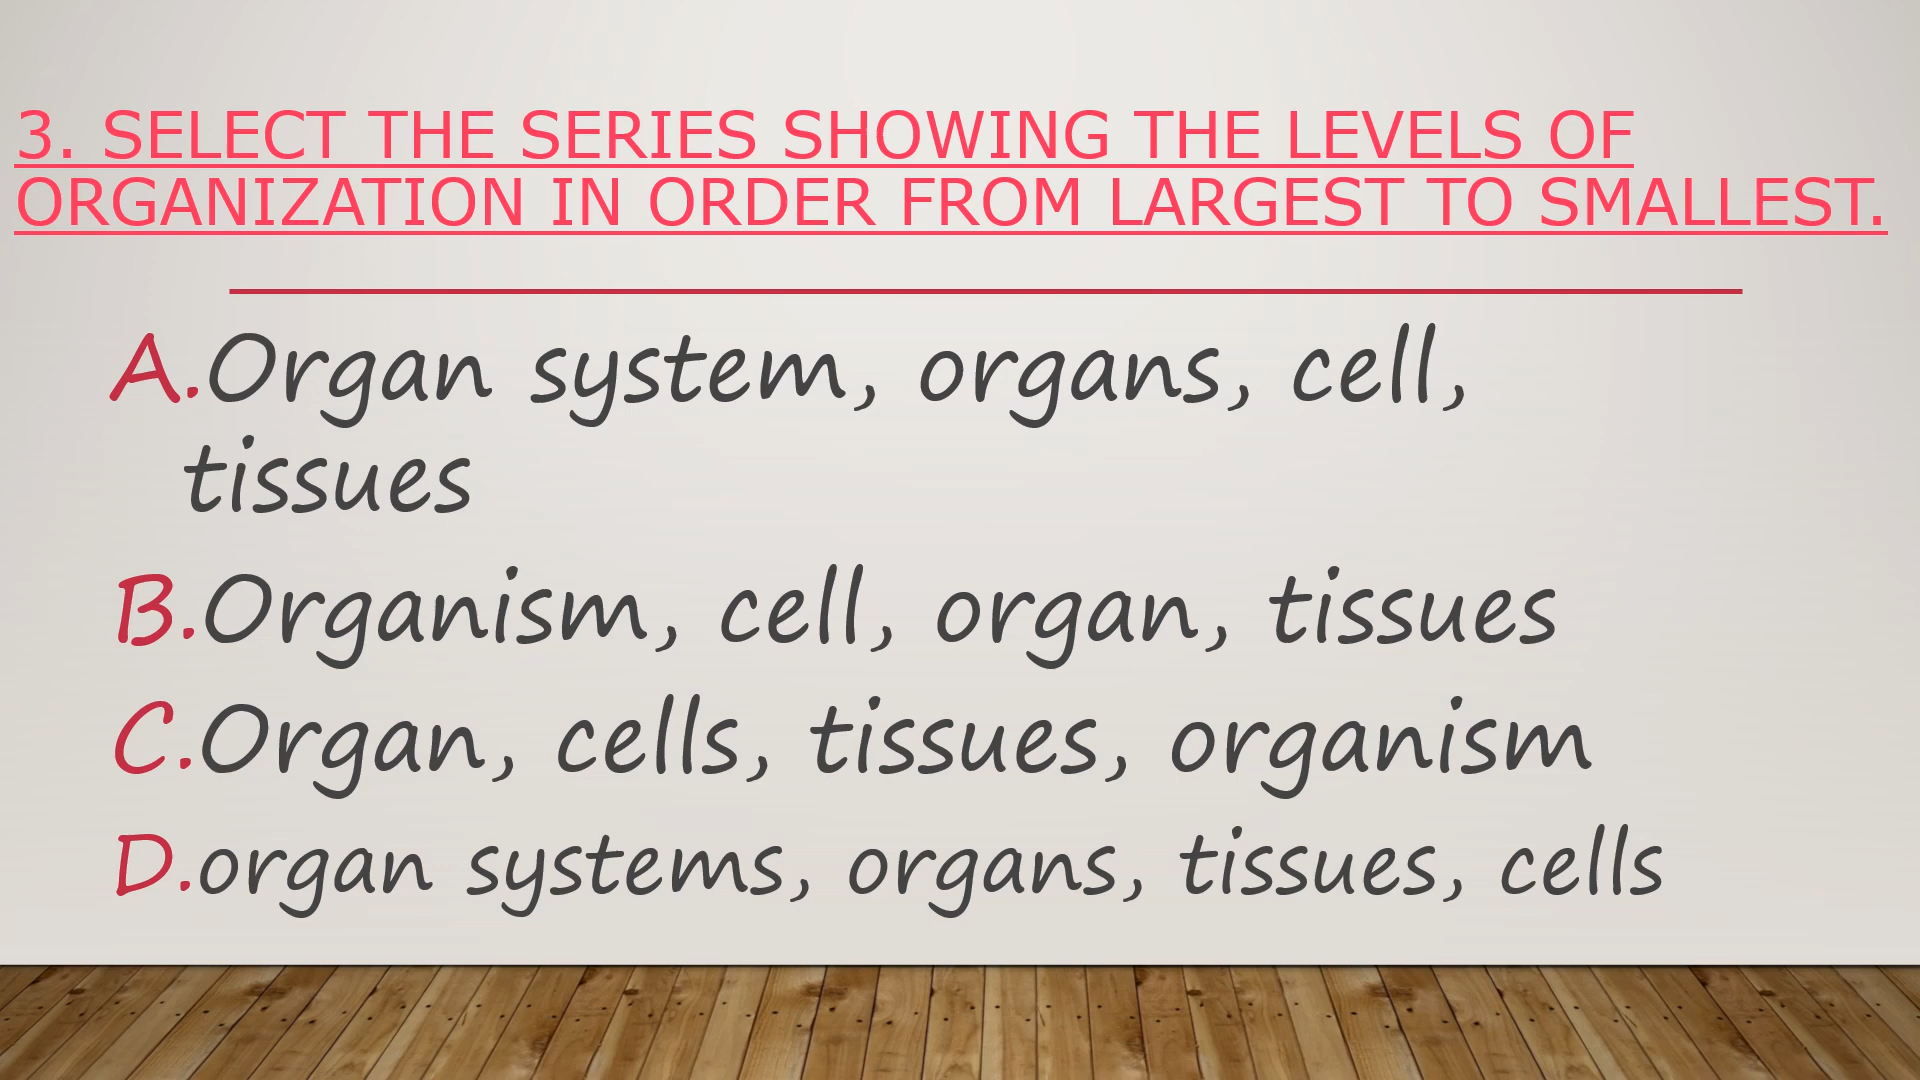 3. SELECT THE SERIES SHOWING THE LEVELS OF
ORGANIZATION IN ORDER FROM LARGEST TO SMALLEST.
A.Organ system, organs, cell,
tissues
B.Organism, cell, organ, tissues
C.Organ, cells, tissues, organism
D.organ systems, organs, tissues, cells